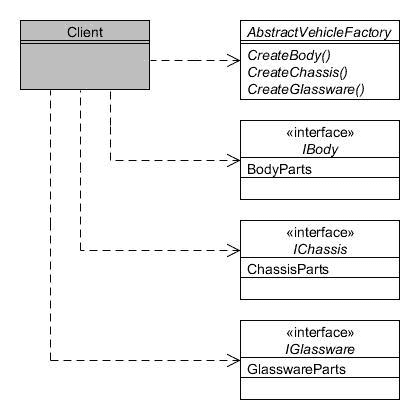 Client
AbstractVehicleFactory
CreateBody()
CreateChassis()
CreateGlassware()
«interface»
IBody
BodyParts
«interface»
IChassis
ChassisParts
«interface»
IGlassware
GlasswareParts